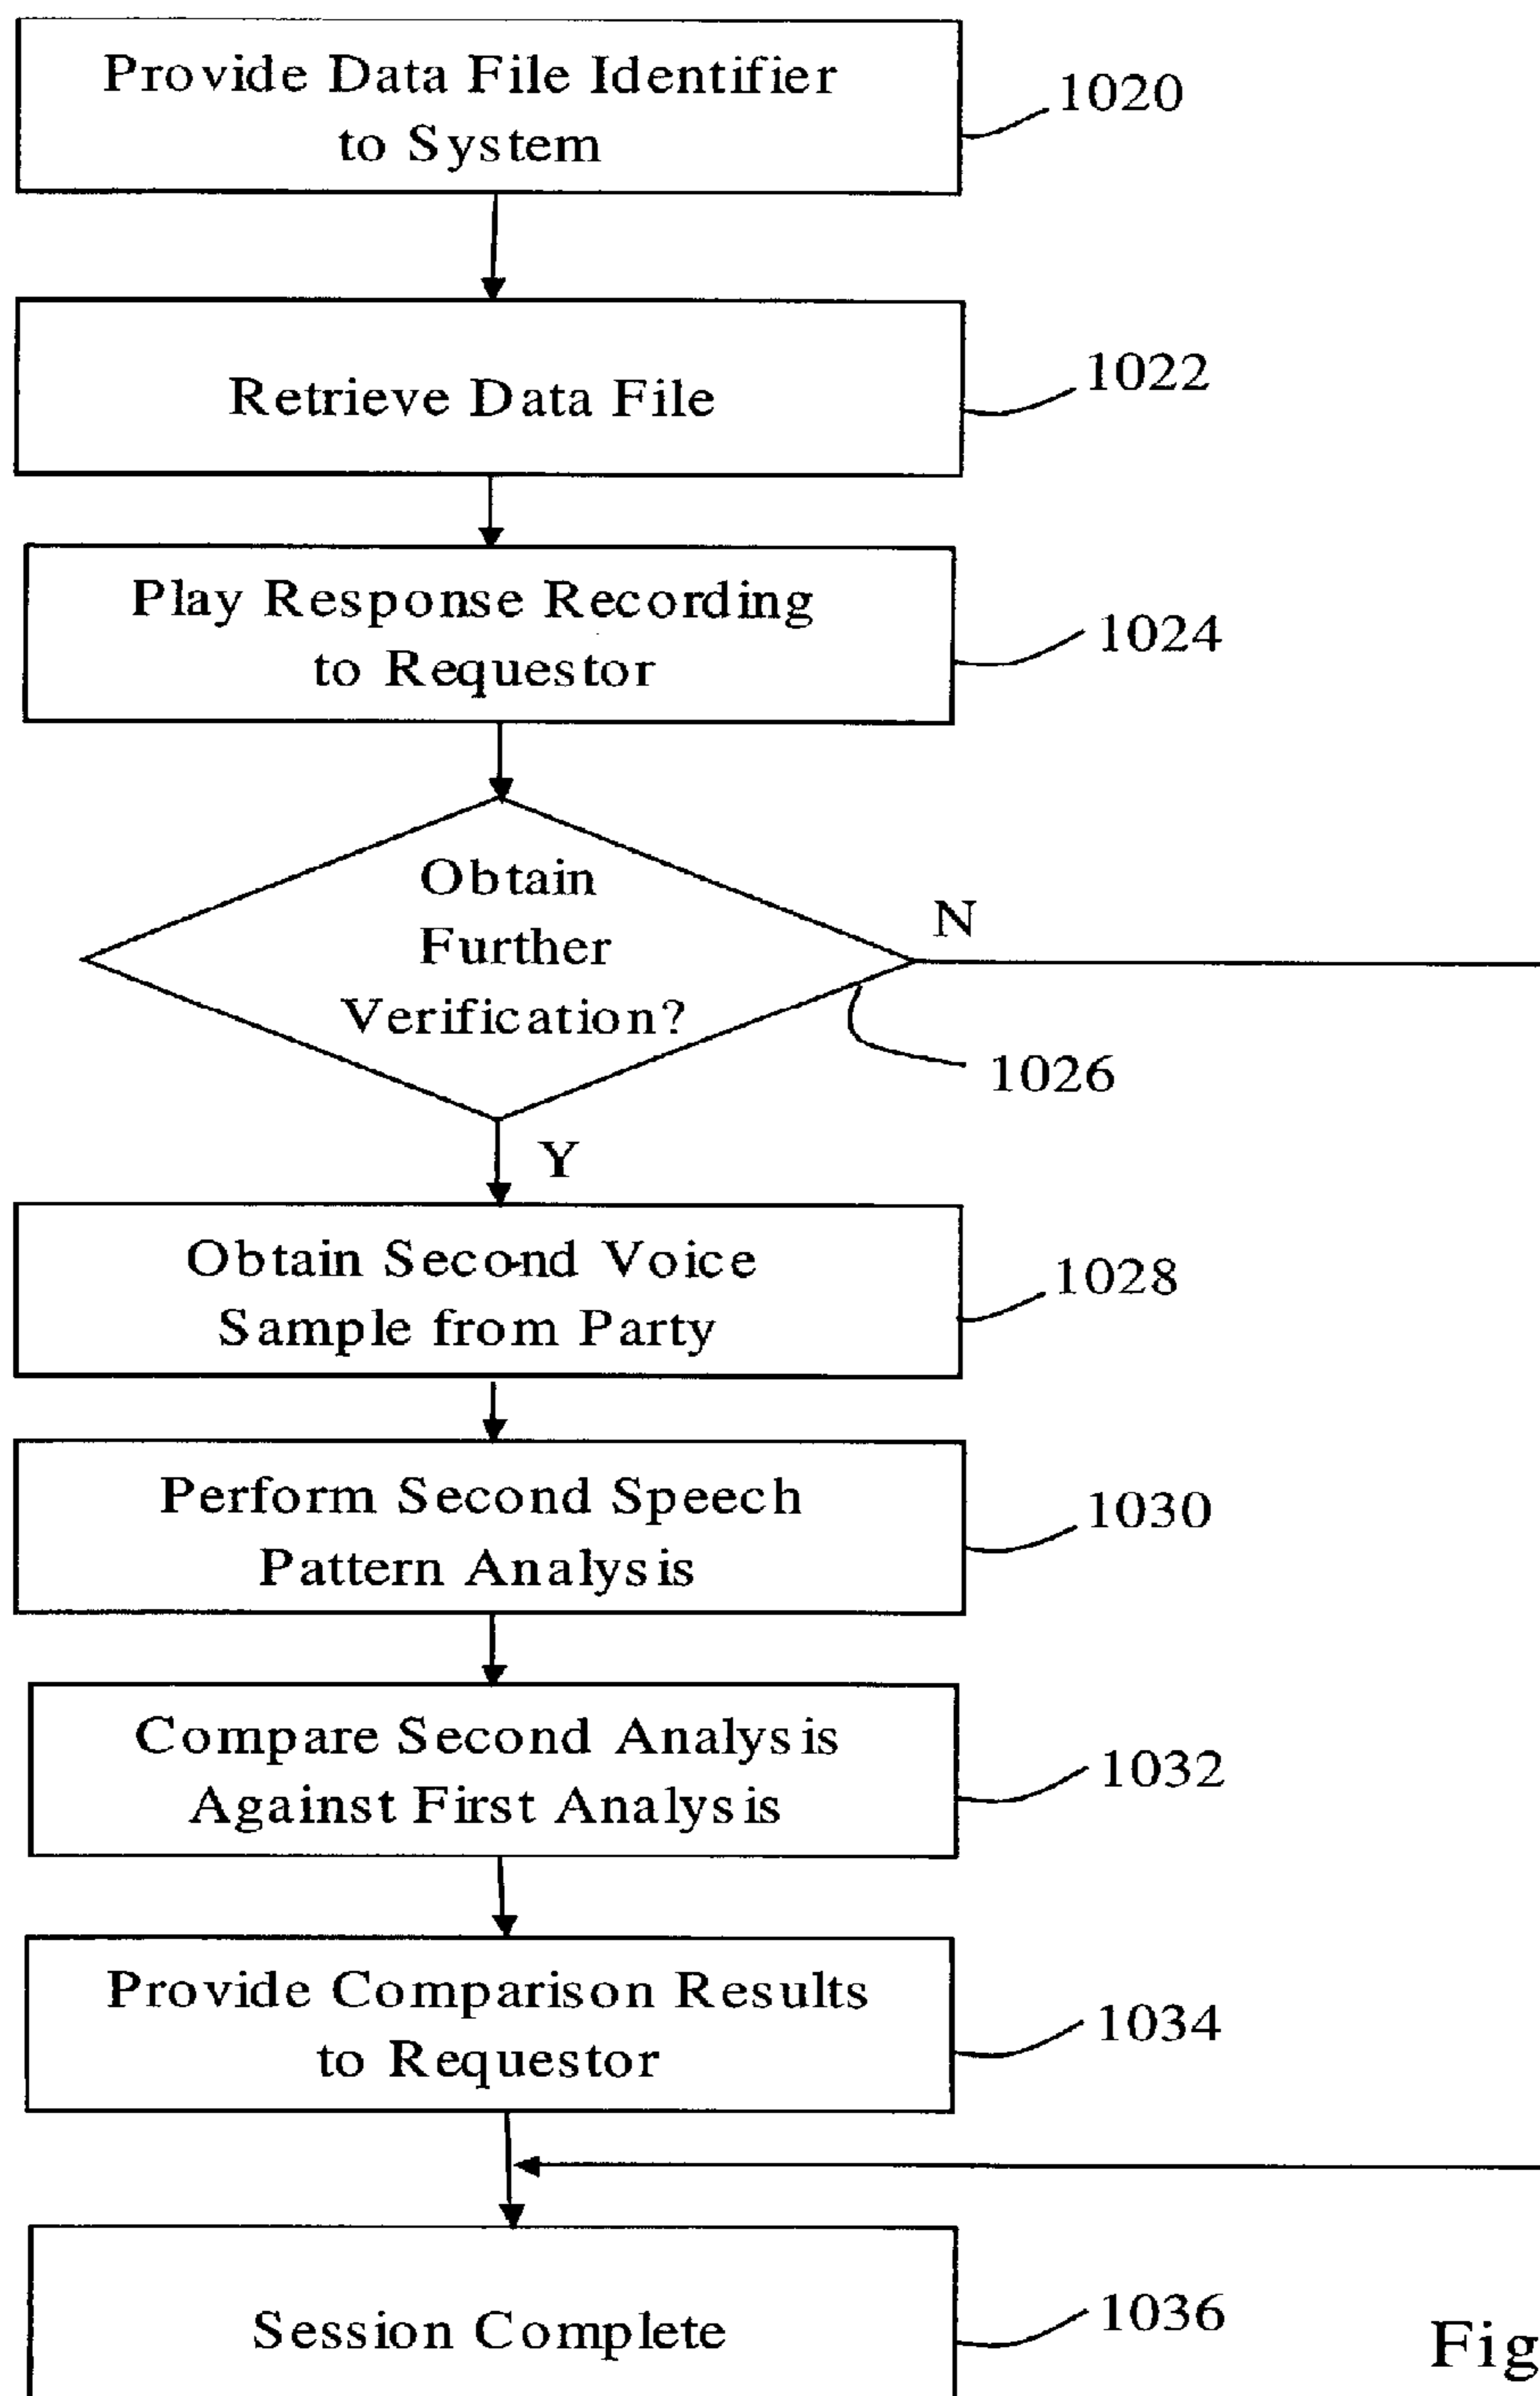 Provide Data File Identifier
to System
1020
Retrieve Data File
1022
Play Response Recording
to Requestor
1024
Obtain
Further
Verification?
N
1026
Y
Obtain Second Voice
Sample from Party
1028
Perform Second Speech
Pattern Analysis
1030
Compare Second Analysis
Against First Analysis
1032
Provide Comparison Results
to Requestor
1034
Session Complete
1036
Fig